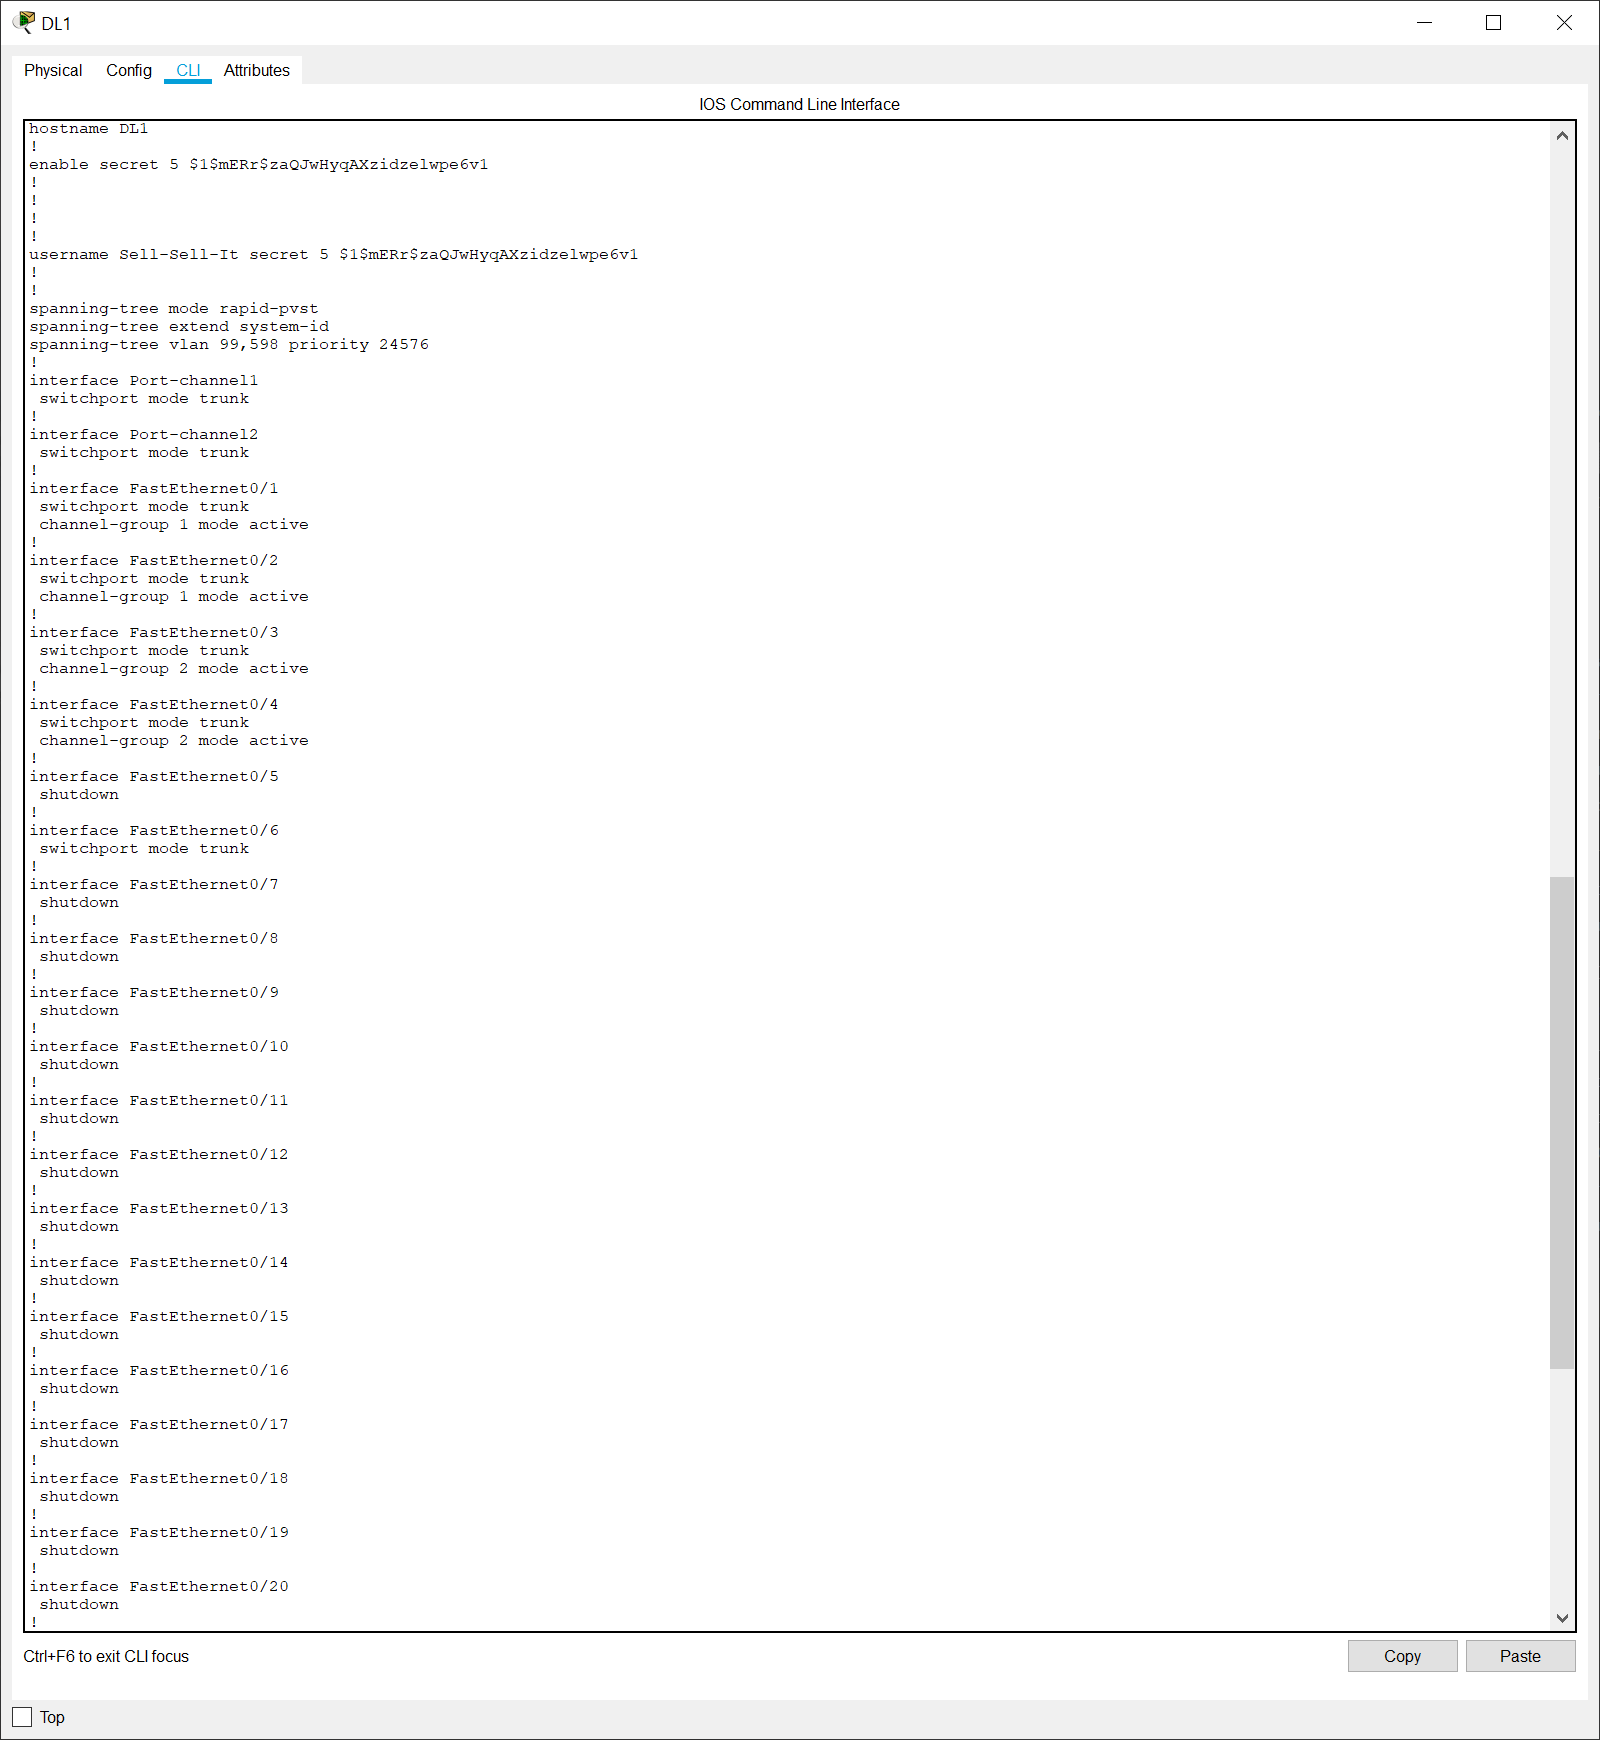 DL1
Physical Config CLI Attributes
IOS Command Line Interface
hostname DL1
!
enable secret 5 $1$mERr$zaQJwHyqAXzidzelwpe6v1
!
!
!
!
username Sell-Sell-It secret 5 $1$mERr$zaQJwHyqAXzidzelwpe6v1
!
!
spanning-tree mode rapid-pvst
spanning-tree extend system-id
spanning-tree vlan 99,598 priority 24576
!
interface Port-channel1
 switchport mode trunk
!
interface Port-channel2
 switchport mode trunk
!
interface FastEthernet0/1
 switchport mode trunk
 channel-group 1 mode active
!
interface FastEthernet0/2
 switchport mode trunk
 channel-group 1 mode active
!
interface FastEthernet0/3
 switchport mode trunk
 channel-group 2 mode active
!
interface FastEthernet0/4
 switchport mode trunk
 channel-group 2 mode active
!
interface FastEthernet0/5
 shutdown
!
interface FastEthernet0/6
 switchport mode trunk
!
interface FastEthernet0/7
 shutdown
!
interface FastEthernet0/8
 shutdown
!
interface FastEthernet0/9
 shutdown
!
interface FastEthernet0/10
 shutdown
!
interface FastEthernet0/11
 shutdown
!
interface FastEthernet0/12
 shutdown
!
interface FastEthernet0/13
 shutdown
!
interface FastEthernet0/14
 shutdown
!
interface FastEthernet0/15
 shutdown
!
interface FastEthernet0/16
 shutdown
!
interface FastEthernet0/17
 shutdown
!
interface FastEthernet0/18
 shutdown
!
interface FastEthernet0/19
 shutdown
!
interface FastEthernet0/20
 shutdown
!
Ctrl+F6 to exit CLI focus
Copy Paste
Top